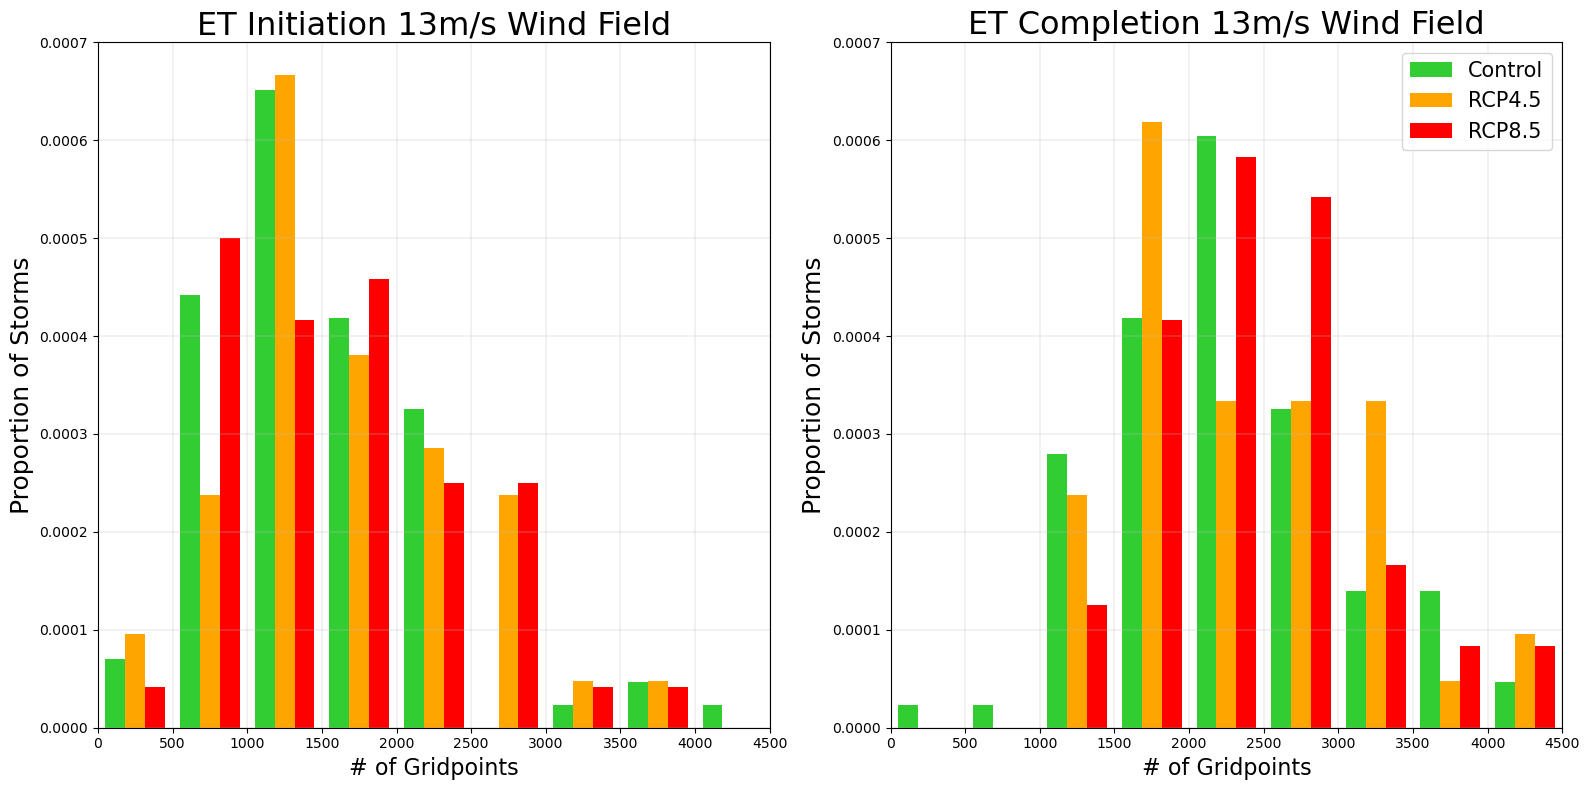 ET Initiation 13m/s Wind Field
0.0007
0.0006
0.0005
0.0004
0.0003
0.0002
0.0001
0.0000
Proportion of Storms
0 500 1000 1500 2000 2500 3000 3500 4000 4500
# of Gridpoints
ET Completion 13m/s Wind Field
Control
RCP4.5
RCP8.5
0.0007
0.0006
0.0005
0.0004
0.0003
0.0002
0.0001
0.0000
Proportion of Storms
0 500 1000 1500 2000 2500 3000 3500 4000 4500
# of Gridpoints